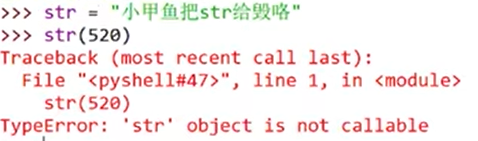 >>> str = "小甲鱼把str给毁咯"
>>> str(520)
Traceback (most recent call last):
  File "<pyshell#47>", line 1, in <module>
    str(520)
TypeError: 'str' object is not callable